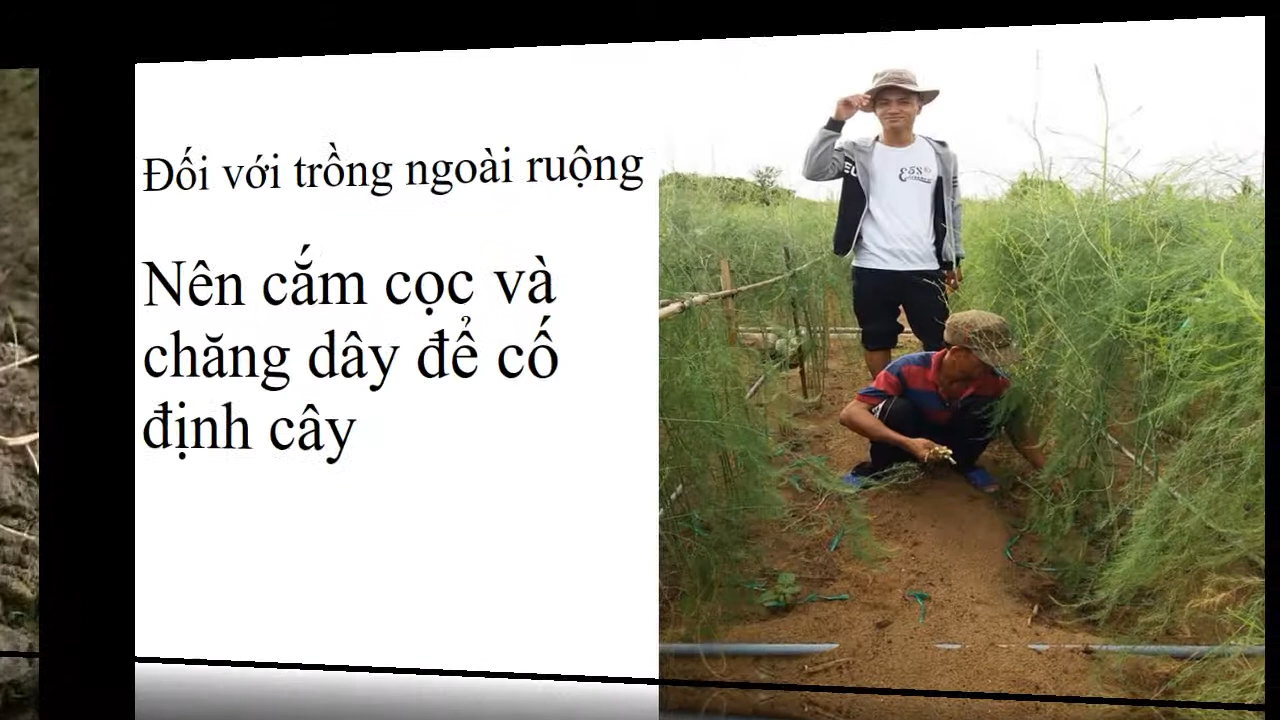 Đối với trồng ngoài ruộng
Nên cắm cọc và
chăng dây để cố
định cây